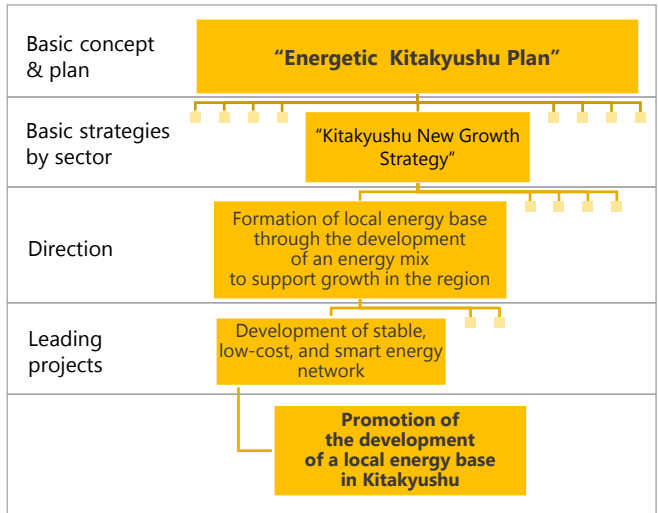 Basic concept
& plan
“Energetic Kitakyushu Plan”
Basic strategies
by sector
“Kitakyushu New Growth
Strategy”
Direction
Formation of local energy base
through the development
of an energy mix
to support growth in the region
Leading
projects
Development of stable,
low-cost, and smart energy
network
Promotion of
the development
of a local energy base
in Kitakyushu